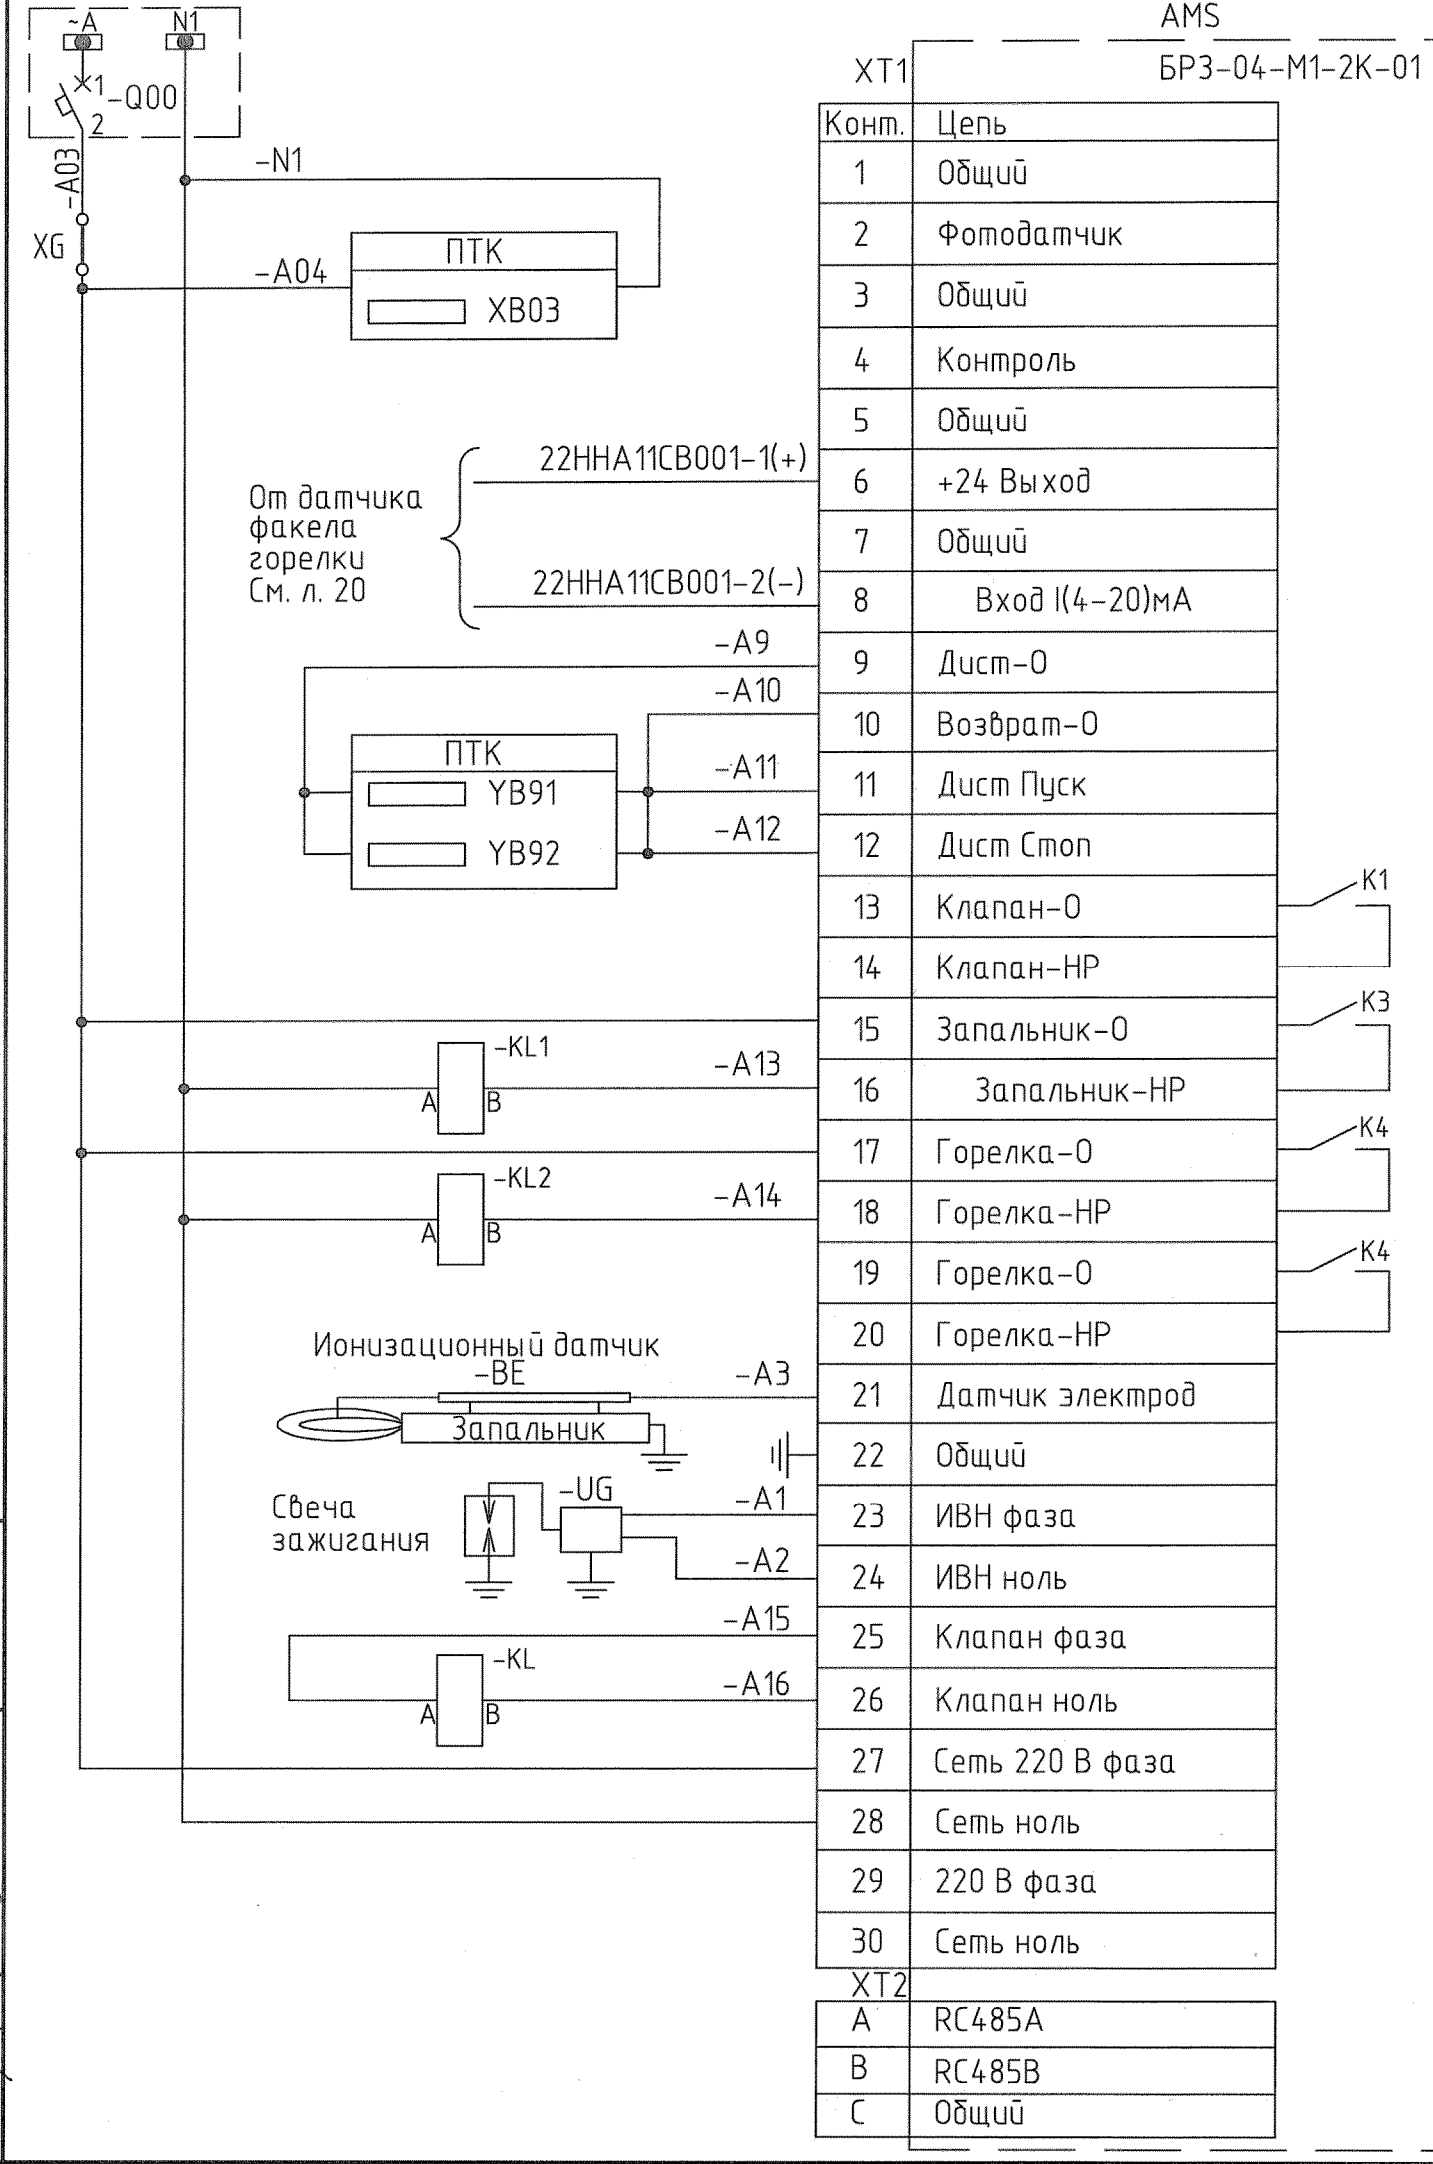 AMS
~A N1
XT1 БРЗ-04-М1-2К-01
1 -Q00
2
Конт. Цепь
-A03
-N1
1 Общий
XG
ПТК
2 Фотодатчик
-A04
XB03
3 Общий
4 Контроль
5 Общий
22HHA11CB001-1(+)
6 +24 Выход
От датчика
факела
горелки
См. л. 20
7 Общий
22HHA11CB001-2(-)
8 Вход I(4-20)мА
-A9
9 Дист-О
-A10
10 Возврат-О
ПТК
YB91
-A11
11 Дист Пуск
YB92
-A12
12 Дист Стоп
13 Клапан-О K1
14 Клапан-НР
15 Запальник-О K3
-KL1
A B
-A13
16 Запальник-НР
17 Горелка-О K4
-KL2
A B
-A14
18 Горелка-НР
19 Горелка-О K4
20 Горелка-НР
Ионизационный датчик
-BE
-A3
21 Датчик электрод
Запальник
22 Общий
Свеча
зажигания
-UG
-A1
23 ИВН фаза
-A2
24 ИВН ноль
-A15
25 Клапан фаза
-KL
A B
-A16
26 Клапан ноль
27 Сеть 220 В фаза
28 Сеть ноль
29 220 В фаза
30 Сеть ноль
XT2
A RC485A
B RC485B
C Общий